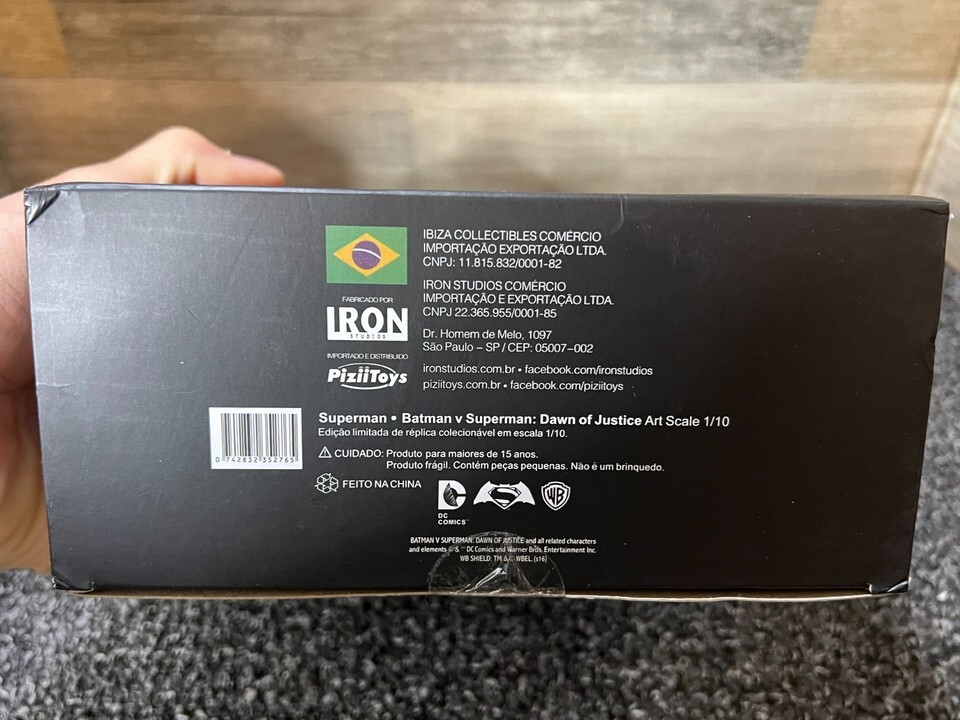 IBIZA COLLECTIBLES COMÉRCIO
IMPORTAÇÃO EXPORTAÇÃO LTDA.
CNPJ: 11.815.832/0001-82
FABRICADO POR
IRON
STUDIOS
IRON STUDIOS COMÉRCIO
IMPORTAÇÃO E EXPORTAÇÃO LTDA.
CNPJ 22.365.955/0001-85
Dr. Homem de Melo, 1097
São Paulo – SP / CEP: 05007-002
IMPORTADO E DISTRIBUIDO
PiziiToys
ironstudios.com.br • facebook.com/ironstudios
piziitoys.com.br • facebook.com/piziitoys
0 742832 352765
Superman • Batman v Superman: Dawn of Justice Art Scale 1/10
Edição limitada de réplica colecionável em escala 1/10.
CUIDADO: Produto para maiores de 15 anos.
Produto frágil. Contém peças pequenas. Não é um brinquedo.
FEITO NA CHINA
DC
COMICS™
WB
BATMAN V SUPERMAN: DAWN OF JUSTICE and all related characters
and elements © & ™ DC Comics and Warner Bros. Entertainment Inc.
WB SHIELD: TM & © WBEI. (s16)